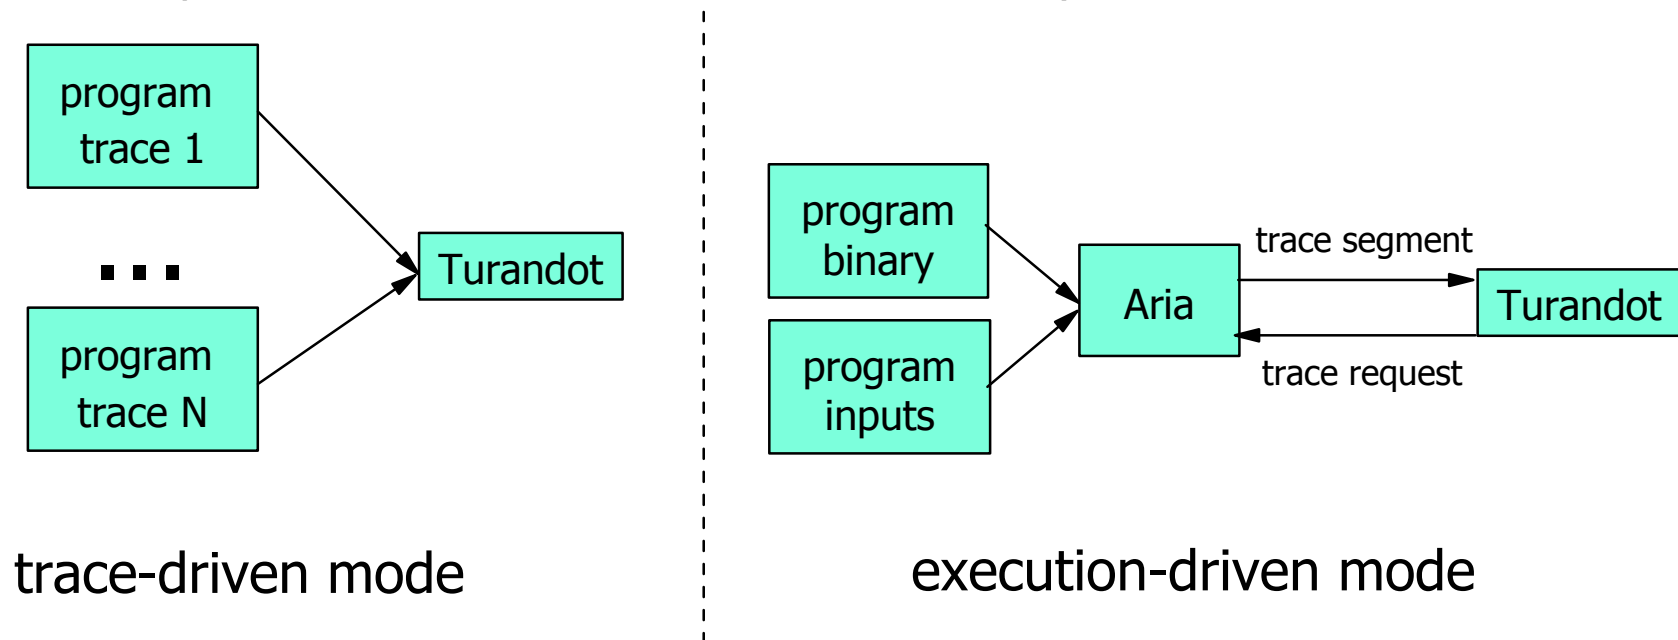 program
trace 1
...
program
trace N
Turandot
trace-driven mode
program
binary
program
inputs
Aria
trace segment
trace request
Turandot
execution-driven mode